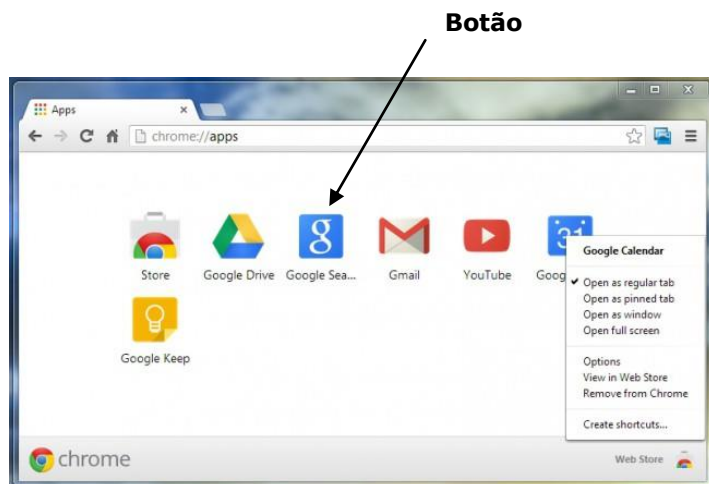 Botão
Apps
chrome://apps
Store
Google Drive
Google Sea...
Gmail
YouTube
Goog
31
Google Keep
Google Calendar
Open as regular tab
Open as pinned tab
Open as window
Open full screen
Options
View in Web Store
Remove from Chrome
Create shortcuts...
chrome
Web Store